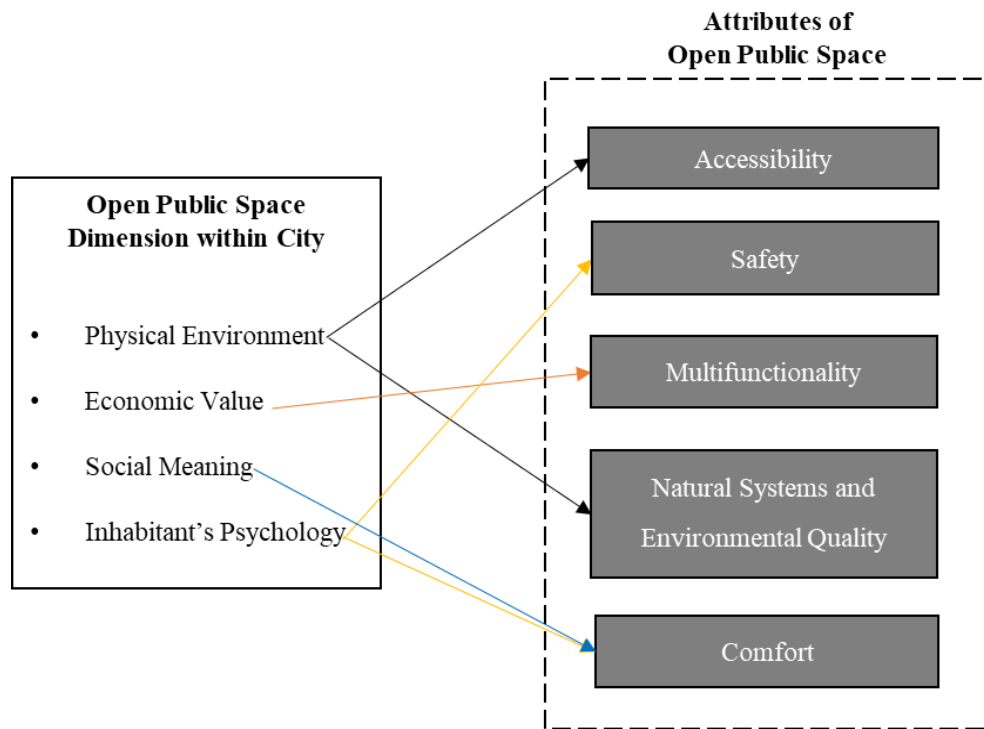 Attributes of
Open Public Space
Open Public Space
Dimension within City
• Physical Environment
• Economic Value
• Social Meaning
• Inhabitant’s Psychology
Accessibility
Safety
Multifunctionality
Natural Systems and
Environmental Quality
Comfort